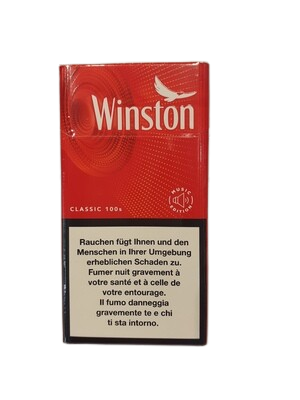 Winston
CLASSIC 100s
MUSIC
EDITION
Rauchen fügt Ihnen und den
Menschen in Ihrer Umgebung
erheblichen Schaden zu.
Fumer nuit gravement à
votre santé et à celle de
votre entourage.
Il fumo danneggia
gravemente te e chi
ti sta intorno.